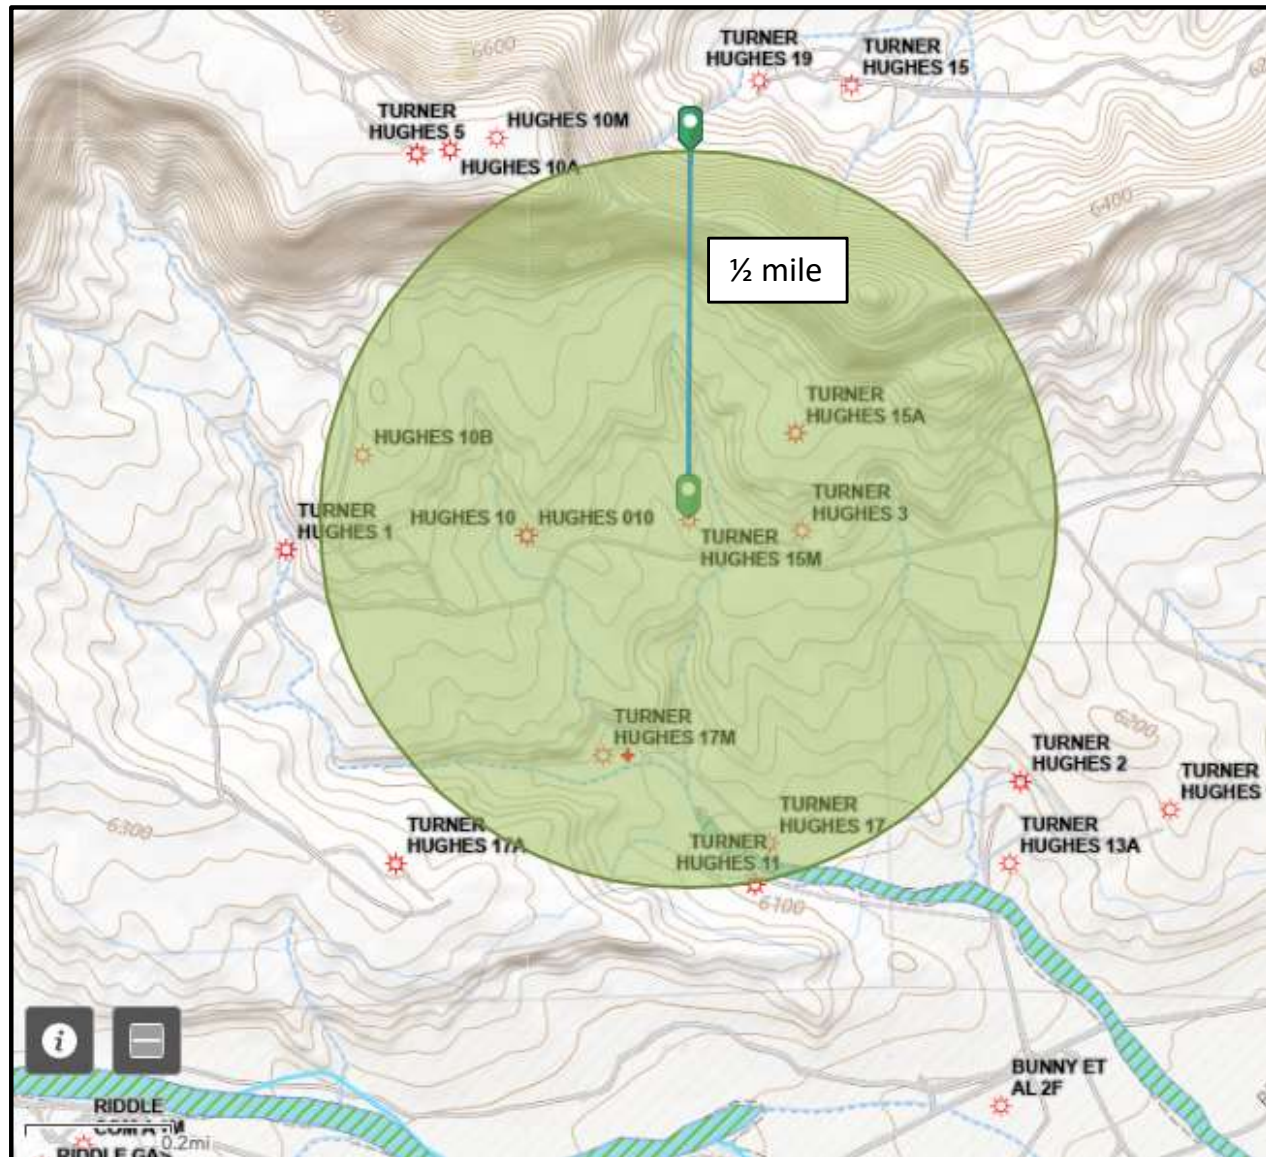 6600
TURNER
HUGHES 19
TURNER
HUGHES 15
TURNER
HUGHES 5
HUGHES 10M
HUGHES 10A
6400
½ mile
TURNER
HUGHES 15A
HUGHES 10B
TURNER
HUGHES 1
HUGHES 10
HUGHES 010
TURNER
HUGHES 3
TURNER
HUGHES 15M
TURNER
HUGHES 17M
6200
TURNER
HUGHES 2
TURNER
HUGHES
6300
TURNER
HUGHES 17A
TURNER
HUGHES 17
TURNER
HUGHES 11
TURNER
HUGHES 13A
6100
i
BUNNY ET
AL 2F
RIDDLE
COM A
0.2mi
RIDDLE GAS